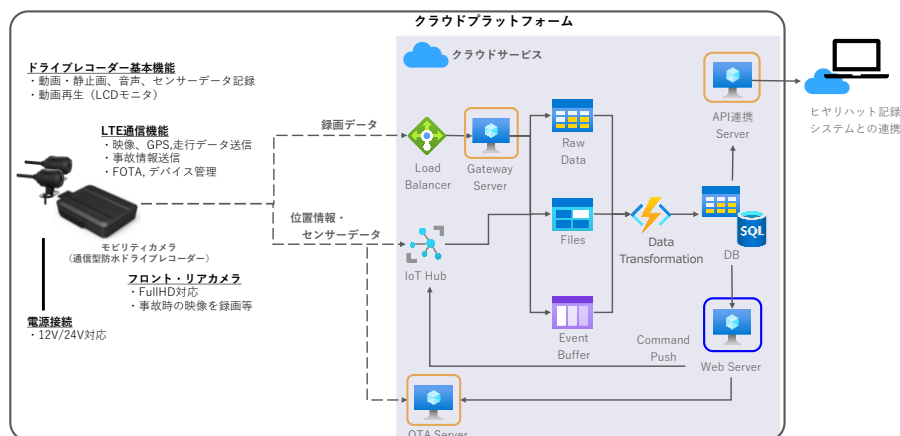 クラウドプラットフォーム
クラウドサービス
ドライブレコーダー基本機能
・動画・静止画、音声、センサーデータ記録
・動画再生（LCDモニタ）
LTE通信機能
・映像、GPS,走行データ送信
・事故情報送信
・FOTA, デバイス管理
モビリティカメラ
（通信型防水ドライブレコーダー）
フロント・リアカメラ
・FullHD対応
・事故時の映像を録画等
電源接続
・12V/24V対応
録画データ
位置情報・
センサーデータ
Load
Balancer
Gateway
Server
IoT Hub
Raw
Data
Files
Event
Buffer
Data
Transformation
SQL
DB
API連携
Server
ヒヤリハット記録
システムとの連携
Command
Push
Web Server
OTA Server